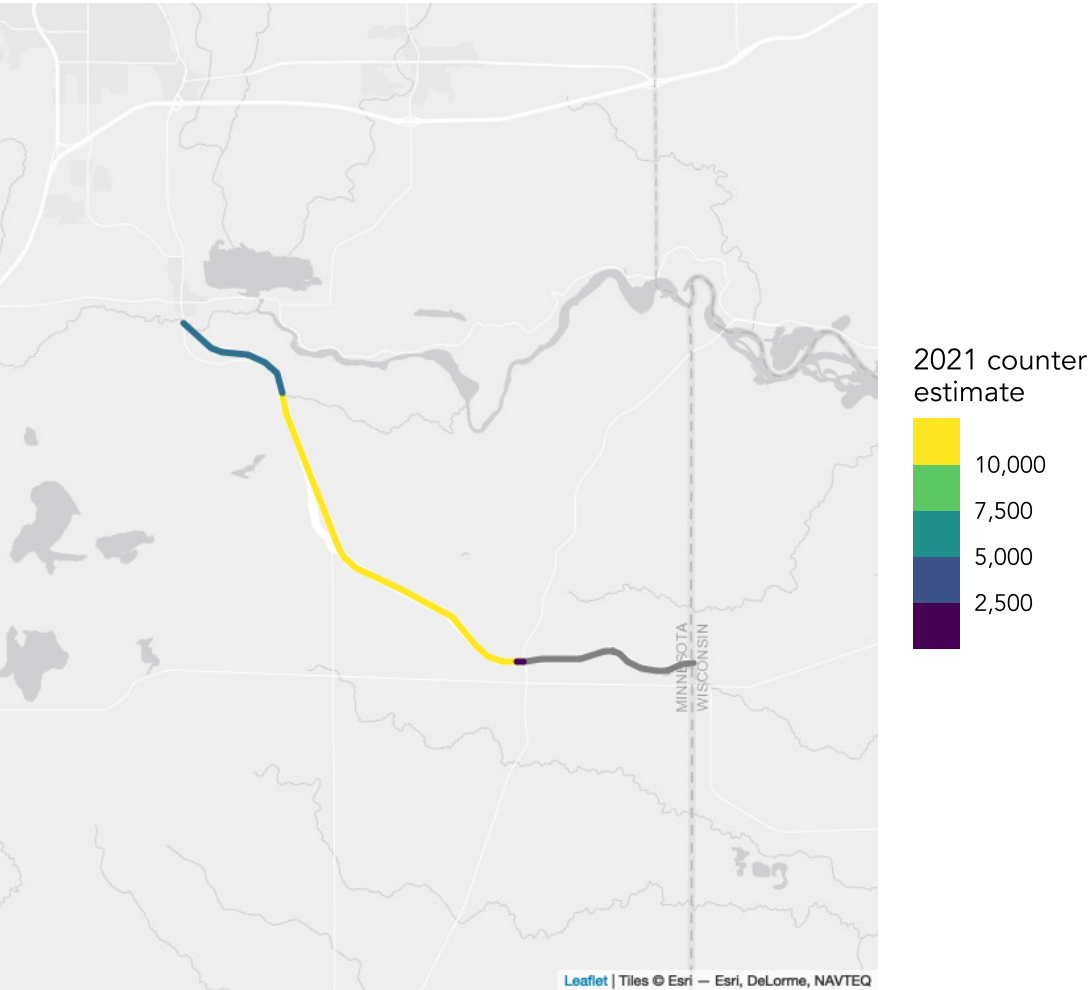 2021 counter
estimate
10,000
7,500
5,000
2,500
MINNESOTA
WISCONSIN
Leaflet | Tiles © Esri — Esri, DeLorme, NAVTEQ